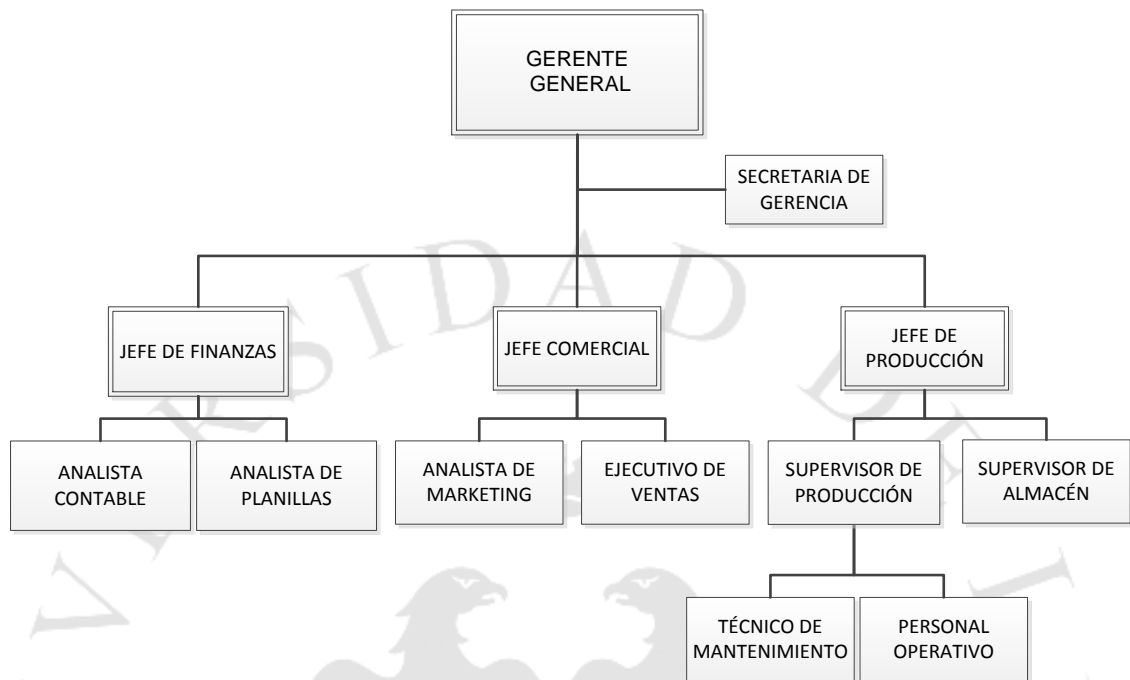 GERENTE
GENERAL
SECRETARIA DE
GERENCIA
JEFE DE FINANZAS
JEFE COMERCIAL
JEFE DE
PRODUCCIÓN
ANALISTA
CONTABLE
ANALISTA DE
PLANILLAS
ANALISTA DE
MARKETING
EJECUTIVO DE
VENTAS
SUPERVISOR DE
PRODUCCIÓN
SUPERVISOR DE
ALMACÉN
TÉCNICO DE
MANTENIMIENTO
PERSONAL
OPERATIVO